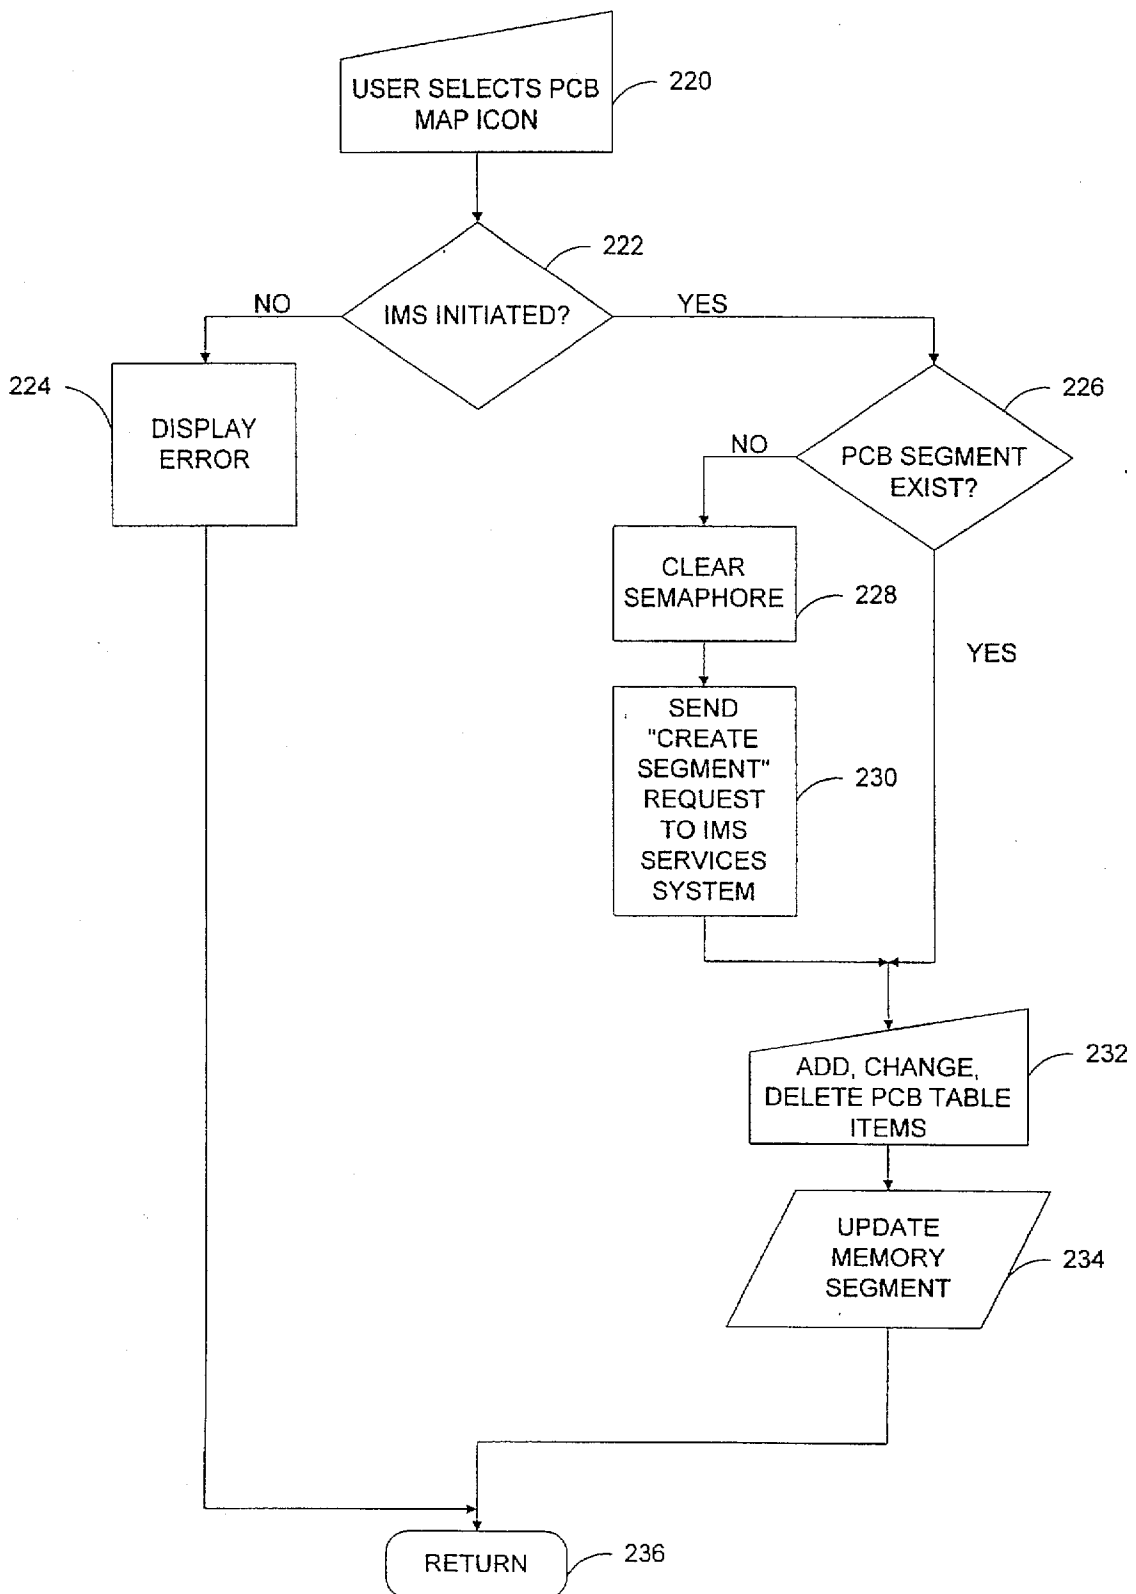 USER SELECTS PCB
MAP ICON
220
222
IMS INITIATED?
NO
YES
224
DISPLAY
ERROR
226
PCB SEGMENT
EXIST?
NO
CLEAR
SEMAPHORE
228
YES
SEND
"CREATE
SEGMENT"
REQUEST
TO IMS
SERVICES
SYSTEM
230
ADD, CHANGE,
DELETE PCB TABLE
ITEMS
232
UPDATE
MEMORY
SEGMENT
234
RETURN
236